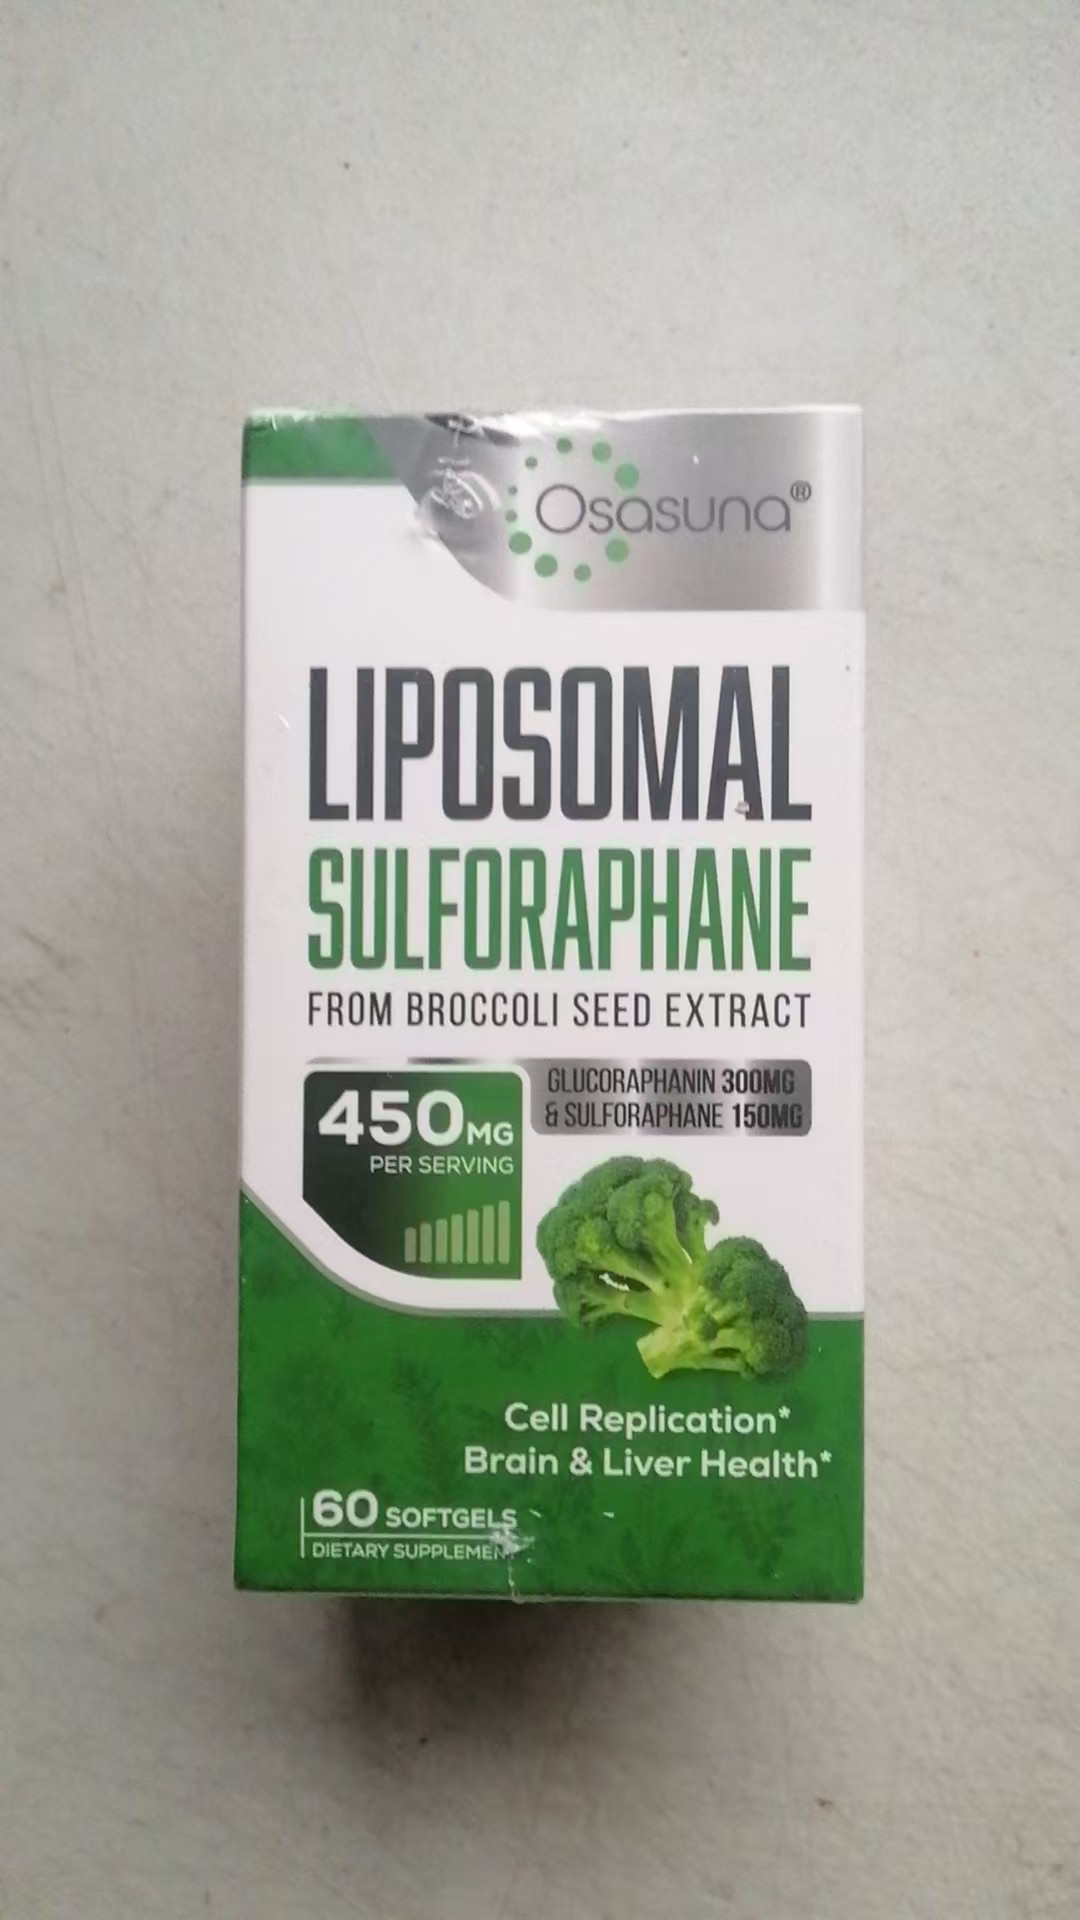 Osasuna®
LIPOSOMAL
SULFORAPHANE
FROM BROCCOLI SEED EXTRACT
450MG
PER SERVING
GLUCORAPHANIN 300MG
& SULFORAPHANE 150MG
Cell Replication*
Brain & Liver Health*
60 SOFTGELS
DIETARY SUPPLEMENT